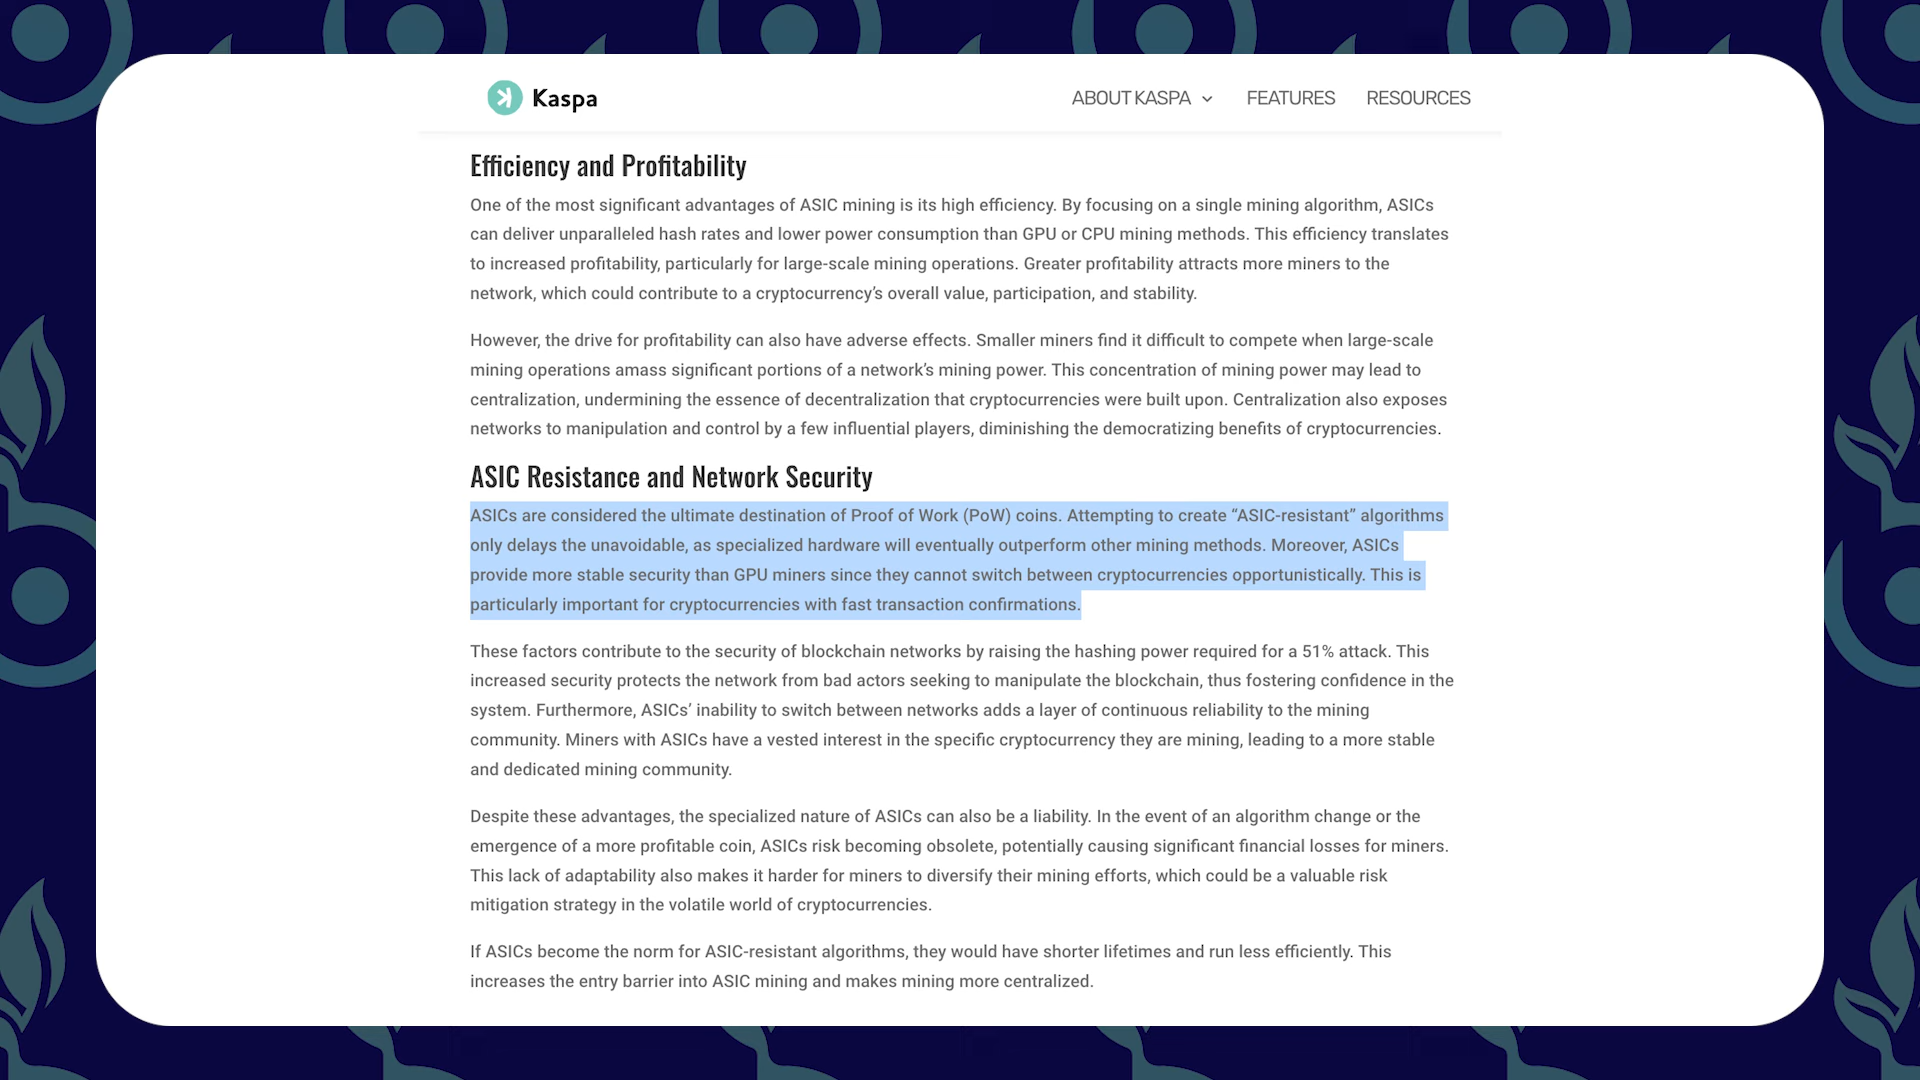 Kaspa
ABOUT KASPA
FEATURES
RESOURCES
Efficiency and Profitability
One of the most significant advantages of ASIC mining is its high efficiency. By focusing on a single mining algorithm, ASICs
can deliver unparalleled hash rates and lower power consumption than GPU or CPU mining methods. This efficiency translates
to increased profitability, particularly for large-scale mining operations. Greater profitability attracts more miners to the
network, which could contribute to a cryptocurrency’s overall value, participation, and stability.
However, the drive for profitability can also have adverse effects. Smaller miners find it difficult to compete when large-scale
mining operations amass significant portions of a network’s mining power. This concentration of mining power may lead to
centralization, undermining the essence of decentralization that cryptocurrencies were built upon. Centralization also exposes
networks to manipulation and control by a few influential players, diminishing the democratizing benefits of cryptocurrencies.
ASIC Resistance and Network Security
ASICs are considered the ultimate destination of Proof of Work (PoW) coins. Attempting to create “ASIC-resistant” algorithms
only delays the unavoidable, as specialized hardware will eventually outperform other mining methods. Moreover, ASICs
provide more stable security than GPU miners since they cannot switch between cryptocurrencies opportunistically. This is
particularly important for cryptocurrencies with fast transaction confirmations.
These factors contribute to the security of blockchain networks by raising the hashing power required for a 51% attack. This
increased security protects the network from bad actors seeking to manipulate the blockchain, thus fostering confidence in the
system. Furthermore, ASICs’ inability to switch between networks adds a layer of continuous reliability to the mining
community. Miners with ASICs have a vested interest in the specific cryptocurrency they are mining, leading to a more stable
and dedicated mining community.
Despite these advantages, the specialized nature of ASICs can also be a liability. In the event of an algorithm change or the
emergence of a more profitable coin, ASICs risk becoming obsolete, potentially causing significant financial losses for miners.
This lack of adaptability also makes it harder for miners to diversify their mining efforts, which could be a valuable risk
mitigation strategy in the volatile world of cryptocurrencies.
If ASICs become the norm for ASIC-resistant algorithms, they would have shorter lifetimes and run less efficiently. This
increases the entry barrier into ASIC mining and makes mining more centralized.